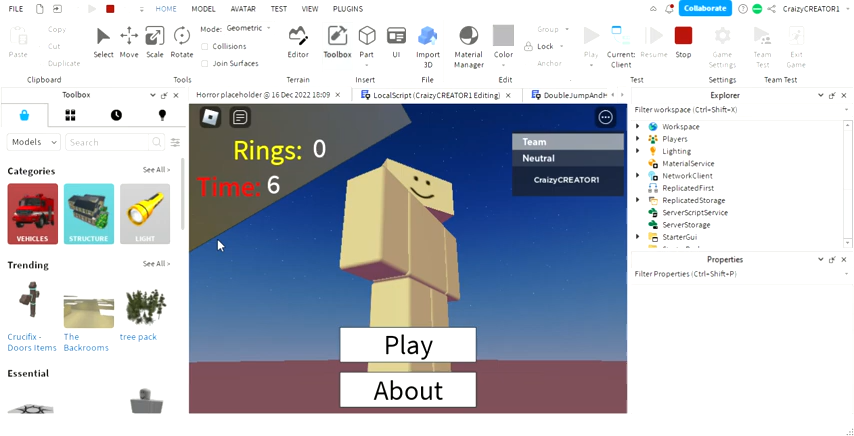 FILE HOME MODEL AVATAR TEST VIEW PLUGINS Collaborate CraizyCREATOR1
Paste Copy Cut Duplicate
Select Move Scale Rotate
Mode: Geometric
Collisions
Join Surfaces
Editor Toolbox Part UI Import 3D Material Manager Color
Group
Lock
Anchor
Play Current: Client Resume Stop Game Settings Team Test Exit Game
Clipboard Tools Terrain Insert File Edit Test Settings Team Test
Toolbox
Horror placeholder @ 16 Dec 2022 18:09
LocalScript (CraizyCREATOR1 Editing)
DoubleJumpAndH
Explorer
Filter workspace (Ctrl+Shift+X)
Models Search
Categories See All >
VEHICLES STRUCTURE LIGHT
Trending See All >
Crucifix - Doors Items
The Backrooms
tree pack
Essential
Rings: 0
Time: 6
Team
Neutral
CraizyCREATOR1
Play
About
Workspace
Players
Lighting
MaterialService
NetworkClient
ReplicatedFirst
ReplicatedStorage
ServerScriptService
ServerStorage
StarterGui
Properties
Filter Properties (Ctrl+Shift+P)